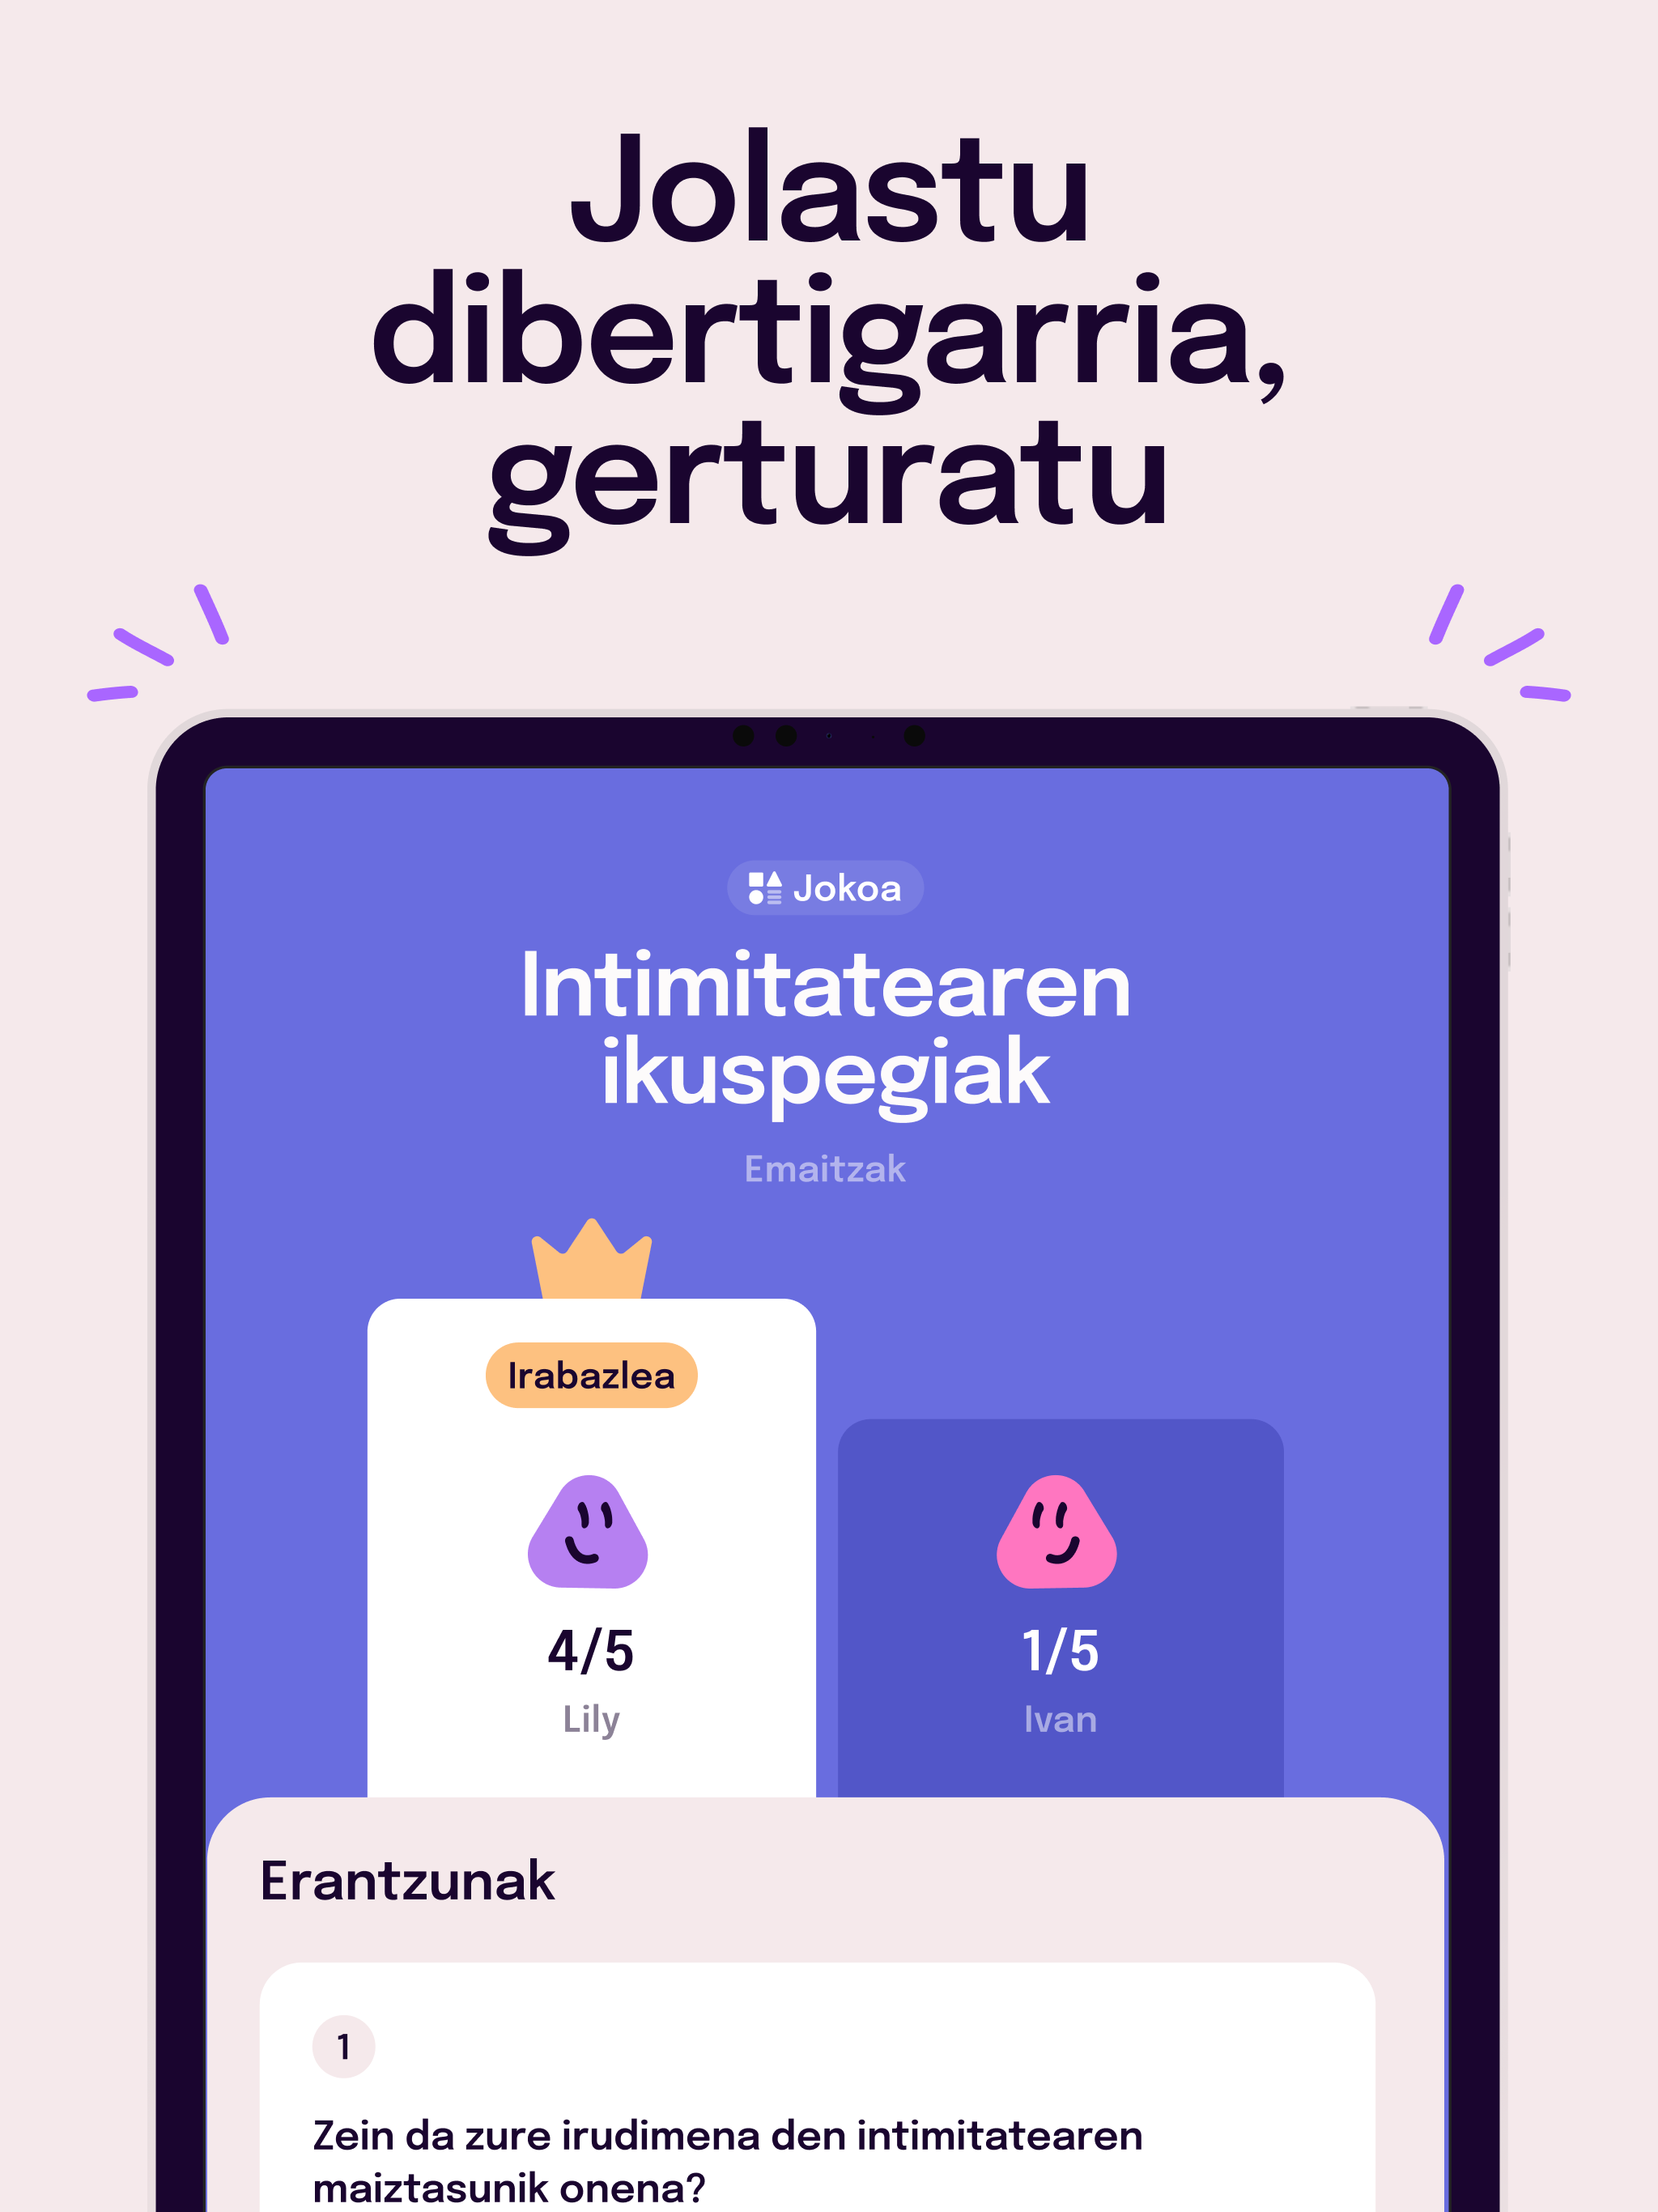 Jolastu
dibertigarria,
gerturatu
Jokoa
Intimitatearen
ikuspegiak
Emaitzak
Irabazlea
4/5
Lily
1/5
Ivan
Erantzunak
1
Zein da zure irudimena den intimitatearen
maiztasunik onena?